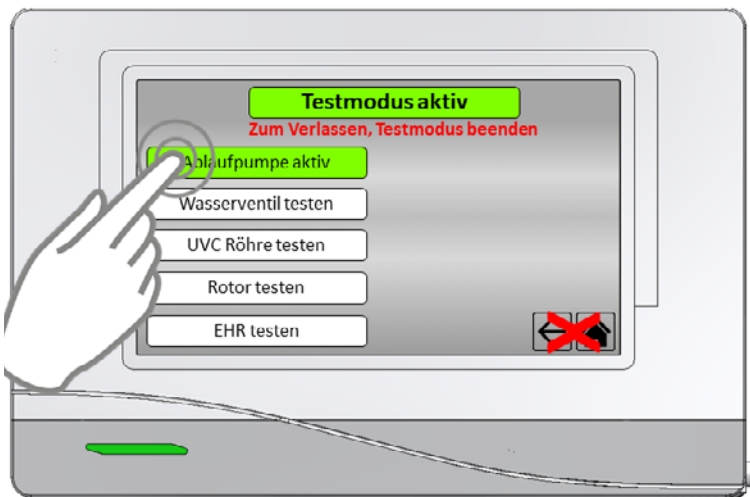 Testmodus aktiv
Zum Verlassen, Testmodus beenden
Ablaufpumpe aktiv
Wasserventil testen
UVC Röhre testen
Rotor testen
EHR testen